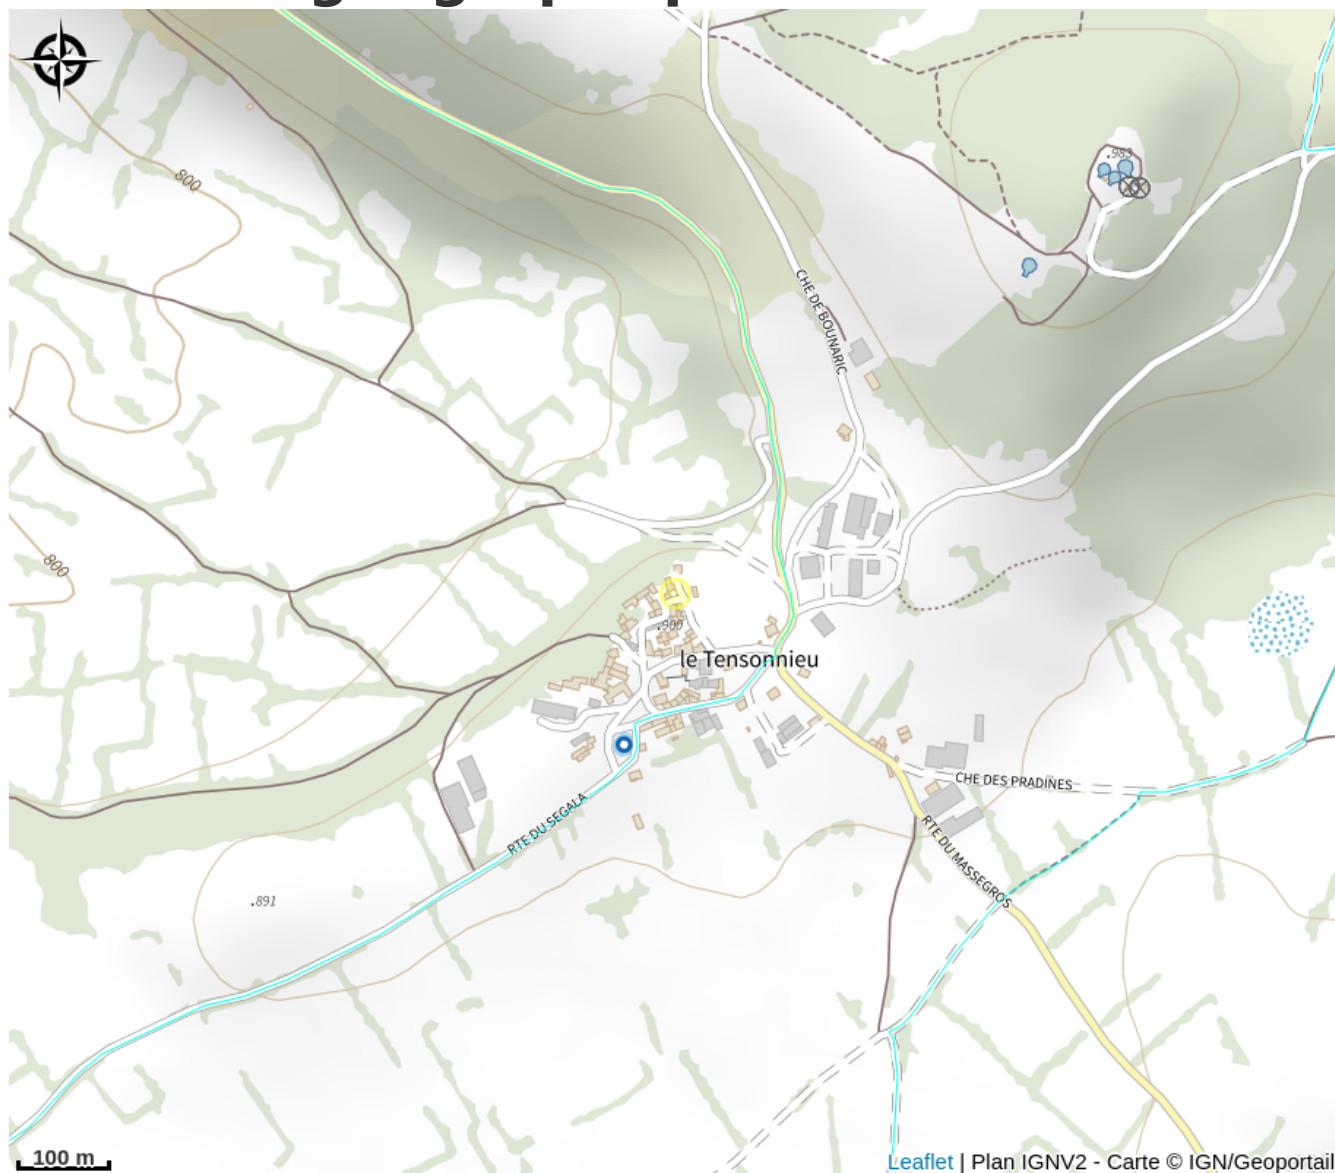 800
.983
CHE DE BOUNARIC
800
.900
le Tensonnieu
CHE DES PRADINES
RTE DU SEGALA
RTE DU MASSEGROS
.891
100 m
Leaflet | Plan IGNV2 - Carte © IGN/Geoportail